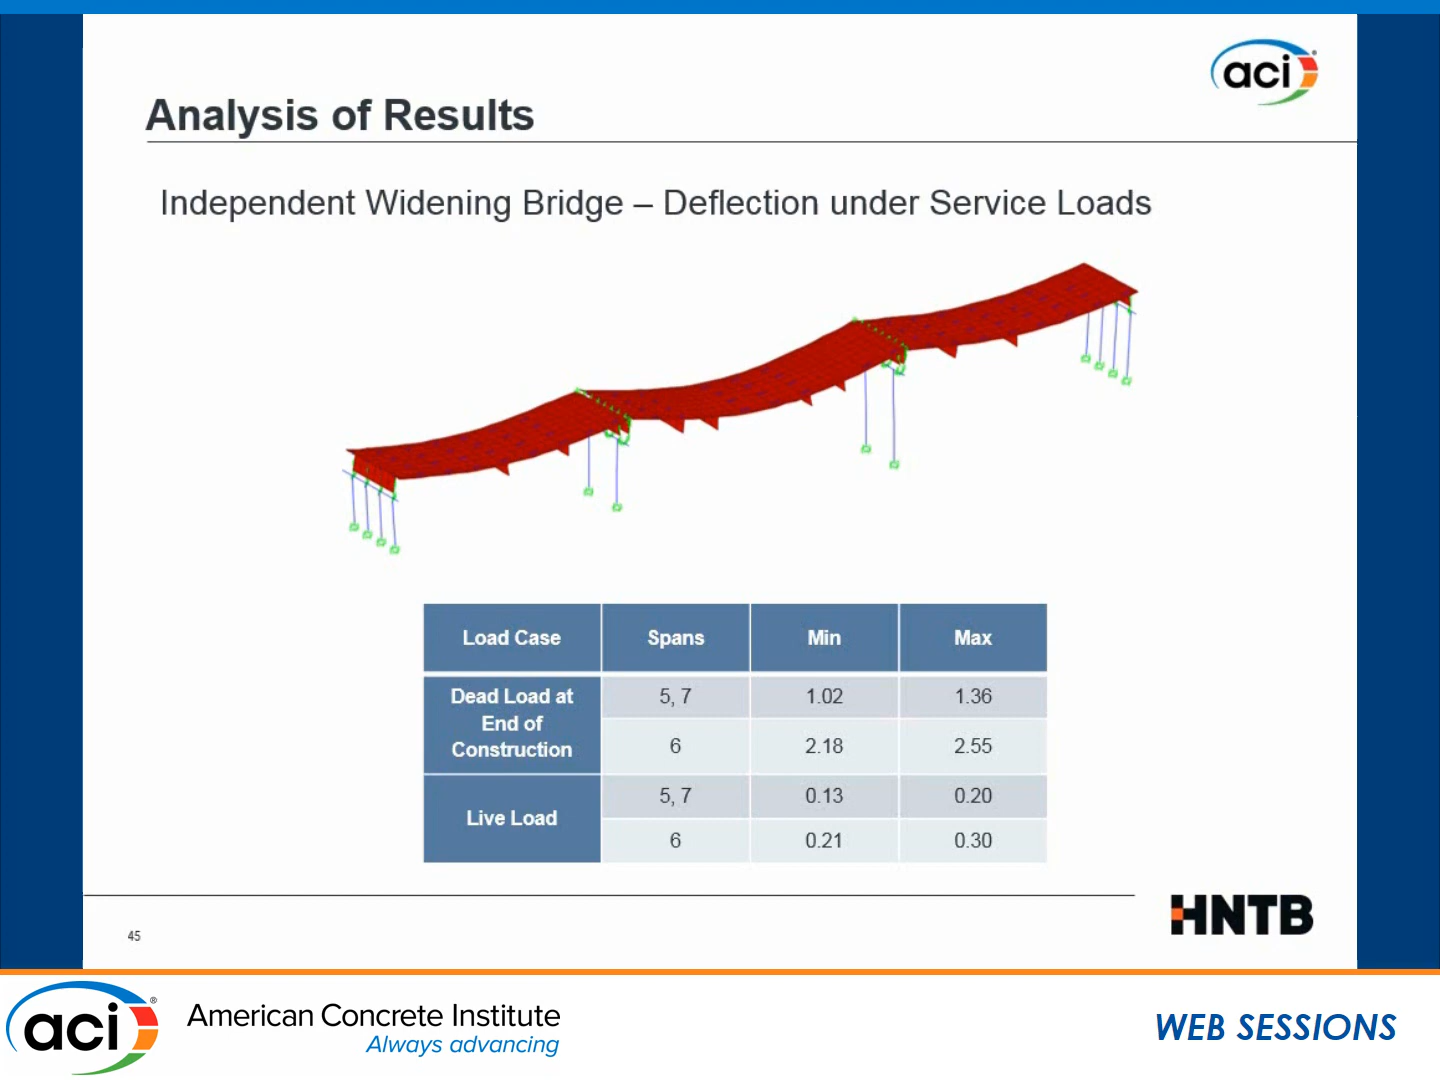 aci
Analysis of Results
Independent Widening Bridge – Deflection under Service Loads
Load Case Spans Min Max
Dead Load at End of Construction 5, 7 1.02 1.36
6 2.18 2.55
Live Load 5, 7 0.13 0.20
6 0.21 0.30
HNTB
45
aci®
American Concrete Institute
Always advancing
WEB SESSIONS